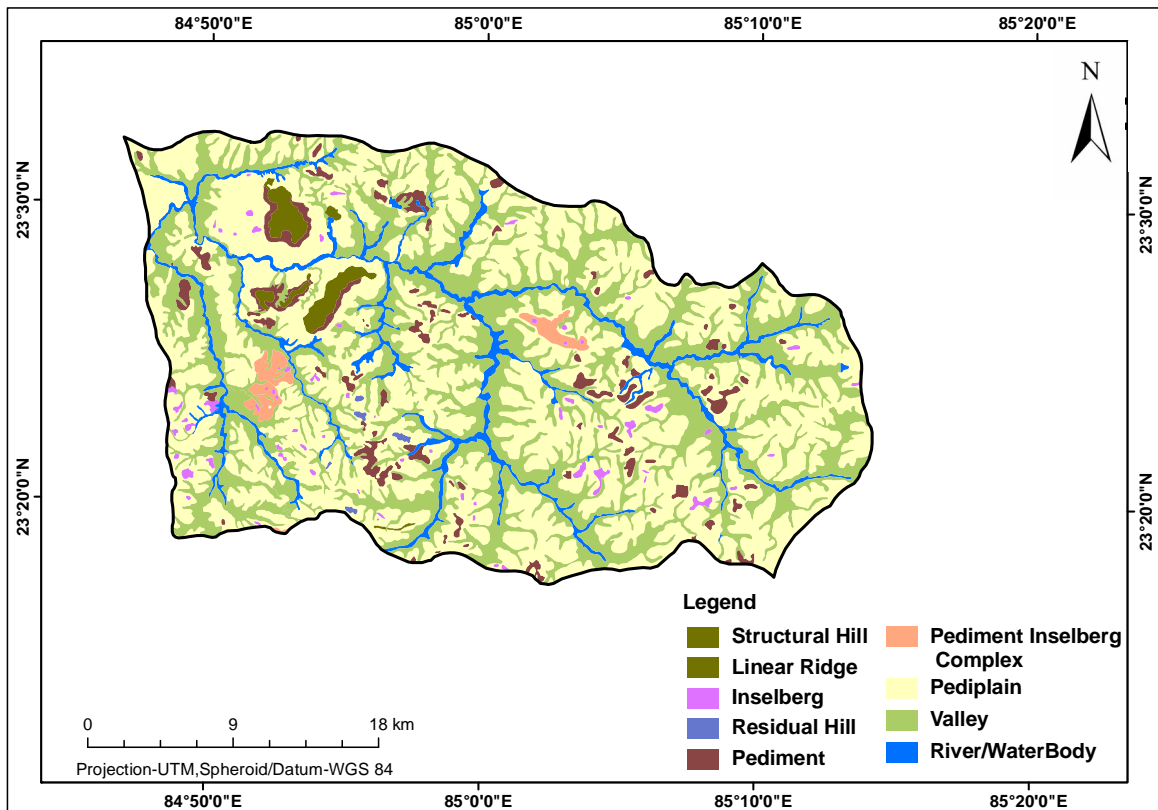 84°50'0"E 85°0'0"E 85°10'0"E 85°20'0"E
N
23°30'0"N 23°30'0"N
23°20'0"N 23°20'0"N
Legend
Structural Hill
Linear Ridge
Inselberg
Residual Hill
Pediment
Pediment Inselberg
Complex
Pediplain
Valley
River/WaterBody
0 9 18 km
Projection-UTM,Spheroid/Datum-WGS 84
84°50'0"E 85°0'0"E 85°10'0"E 85°20'0"E